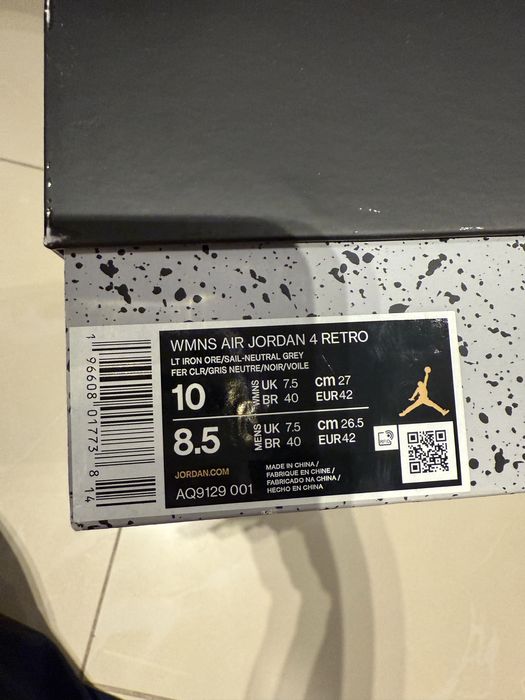 WMNS AIR JORDAN 4 RETRO
LT IRON ORE/SAIL-NEUTRAL GREY
FER CLR/GRIS NEUTRE/NOIR/VOILE
10 WMNS UK 7.5 cm 27
BR 40 EUR 42
8.5 MENS UK 7.5 cm 26.5
BR 40 EUR 42
JORDAN.COM
AQ9129 001
MADE IN CHINA /
FABRIQUE EN CHINE /
FABRICADO NA CHINA /
HECHO EN CHINA
1 96608 01773 8 14